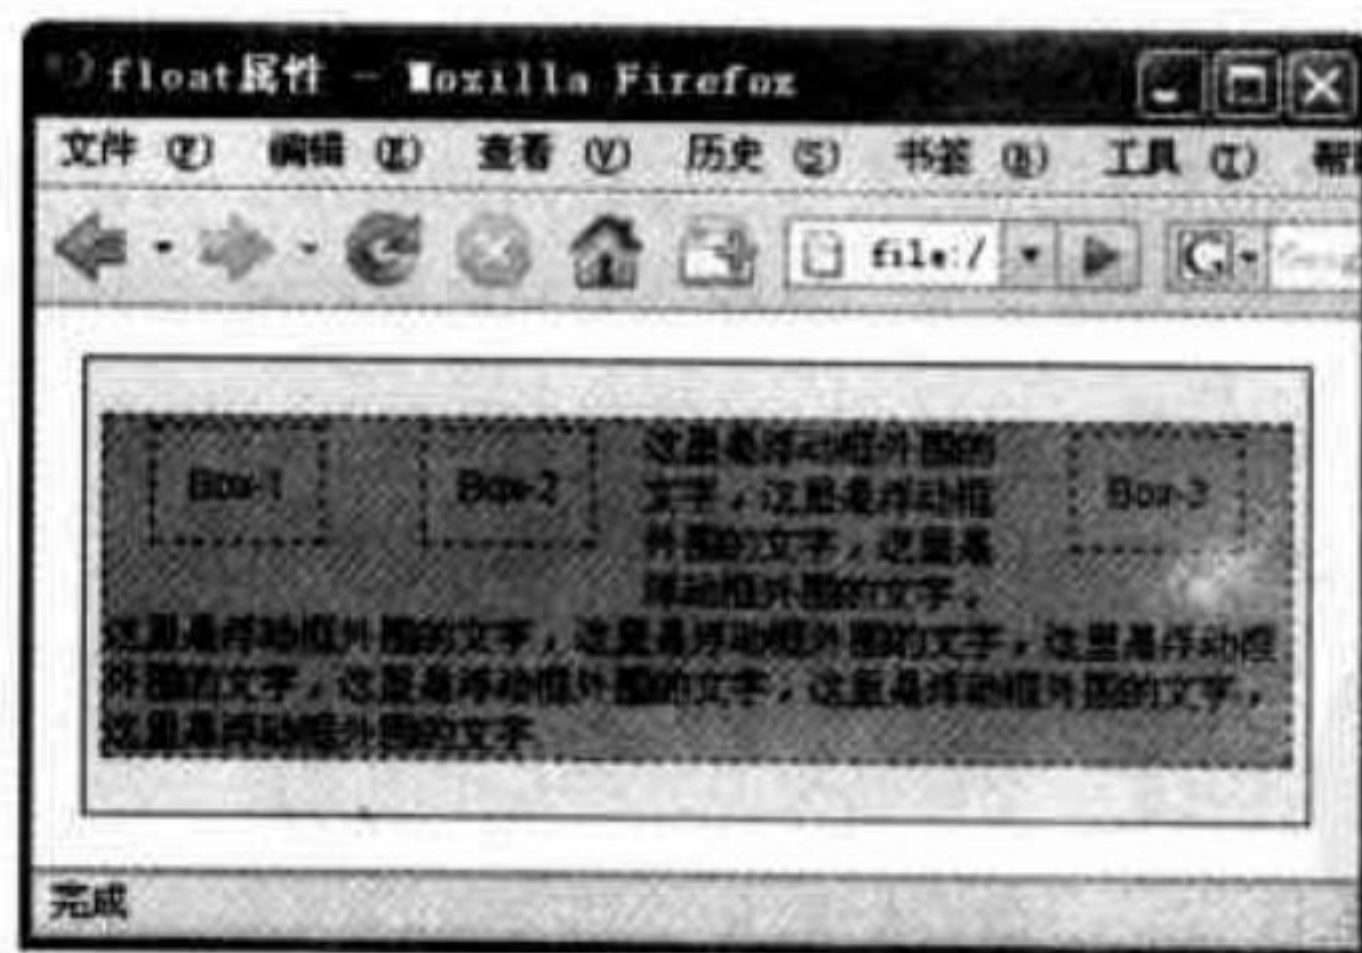 float属性 - Mozilla Firefox
文件 (F) 编辑 (E) 查看 (V) 历史 (S) 书签 (B) 工具 (T)
file:/
Box-1 Box-2 Box-3
这里是浮动框外围的
文字，这里是浮动框
外围的文字，这里是
浮动框外围的文字，
这里是浮动框外围的文字，这里是浮动框外围的文字，这里是浮动框
外围的文字，这里是浮动框外围的文字，这里是浮动框外围的文字，
这里是浮动框外围的文字
完成